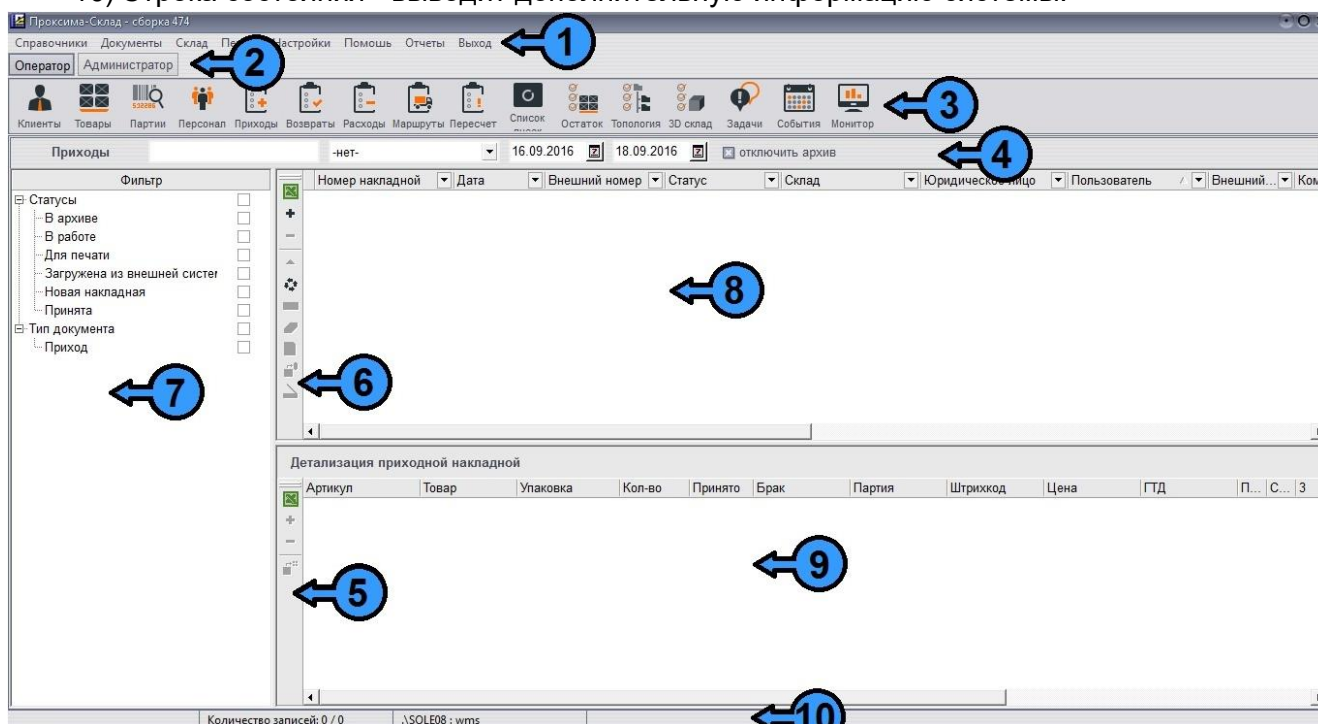 10) Строка состояния - выводит дополнительную информацию системы.
Проксима-Склад - сборка 474
Справочники Документы Склад Настройки Помощь Отчеты Выход
1
Оператор Администратор
2
Клиенты Товары Партии Персонал Приходы Возвраты Расходы Маршруты Пересчет Список Остаток Топология 3D склад Задачи События Монитор
3
Приходы -нет- 16.09.2016 18.09.2016 отключить архив
4
Фильтр
Номер накладной Дата Внешний номер Статус Склад Юридическое лицо Пользователь Внешний... Ком
Статусы
В архиве
В работе
Для печати
Загружена из внешней систег
Новая накладная
Принята
Тип документа
Приход
8
7
6
Детализация приходной накладной
Артикул Товар Упаковка Кол-во Принято Брак Партия Штрихкод Цена ГТД П... С... З
9
5
10
Количество записей: 0 / 0 .\SOLE08 : wms